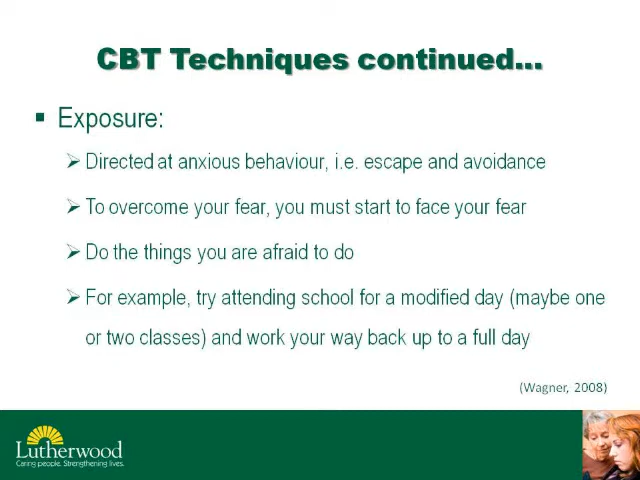 CBT Techniques continued...
▪ Exposure:
➢ Directed at anxious behaviour, i.e. escape and avoidance
➢ To overcome your fear, you must start to face your fear
➢ Do the things you are afraid to do
➢ For example, try attending school for a modified day (maybe one
or two classes) and work your way back up to a full day
(Wagner, 2008)
Lutherwood
Caring people. Strengthening lives.